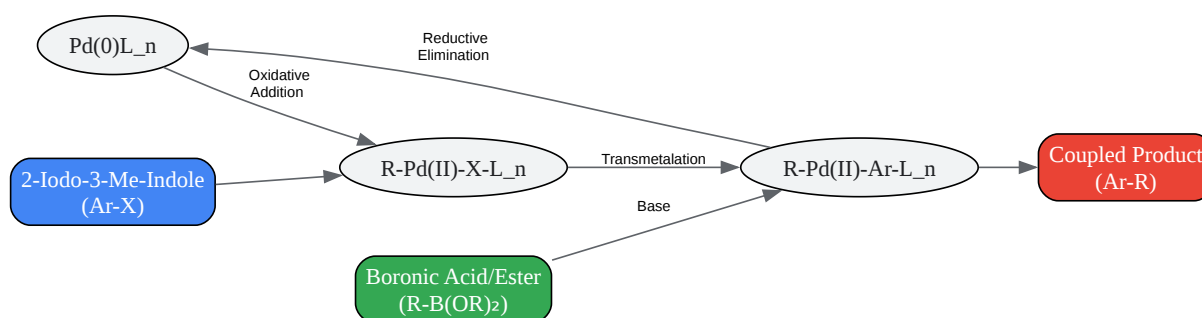 Pd(0)L_n
Reductive
Elimination
Oxidative
Addition
2-Iodo-3-Me-Indole
(Ar-X)
R-Pd(II)-X-L_n
Transmetalation
R-Pd(II)-Ar-L_n
Coupled Product
(Ar-R)
Base
Boronic Acid/Ester
(R-B(OR)₂)